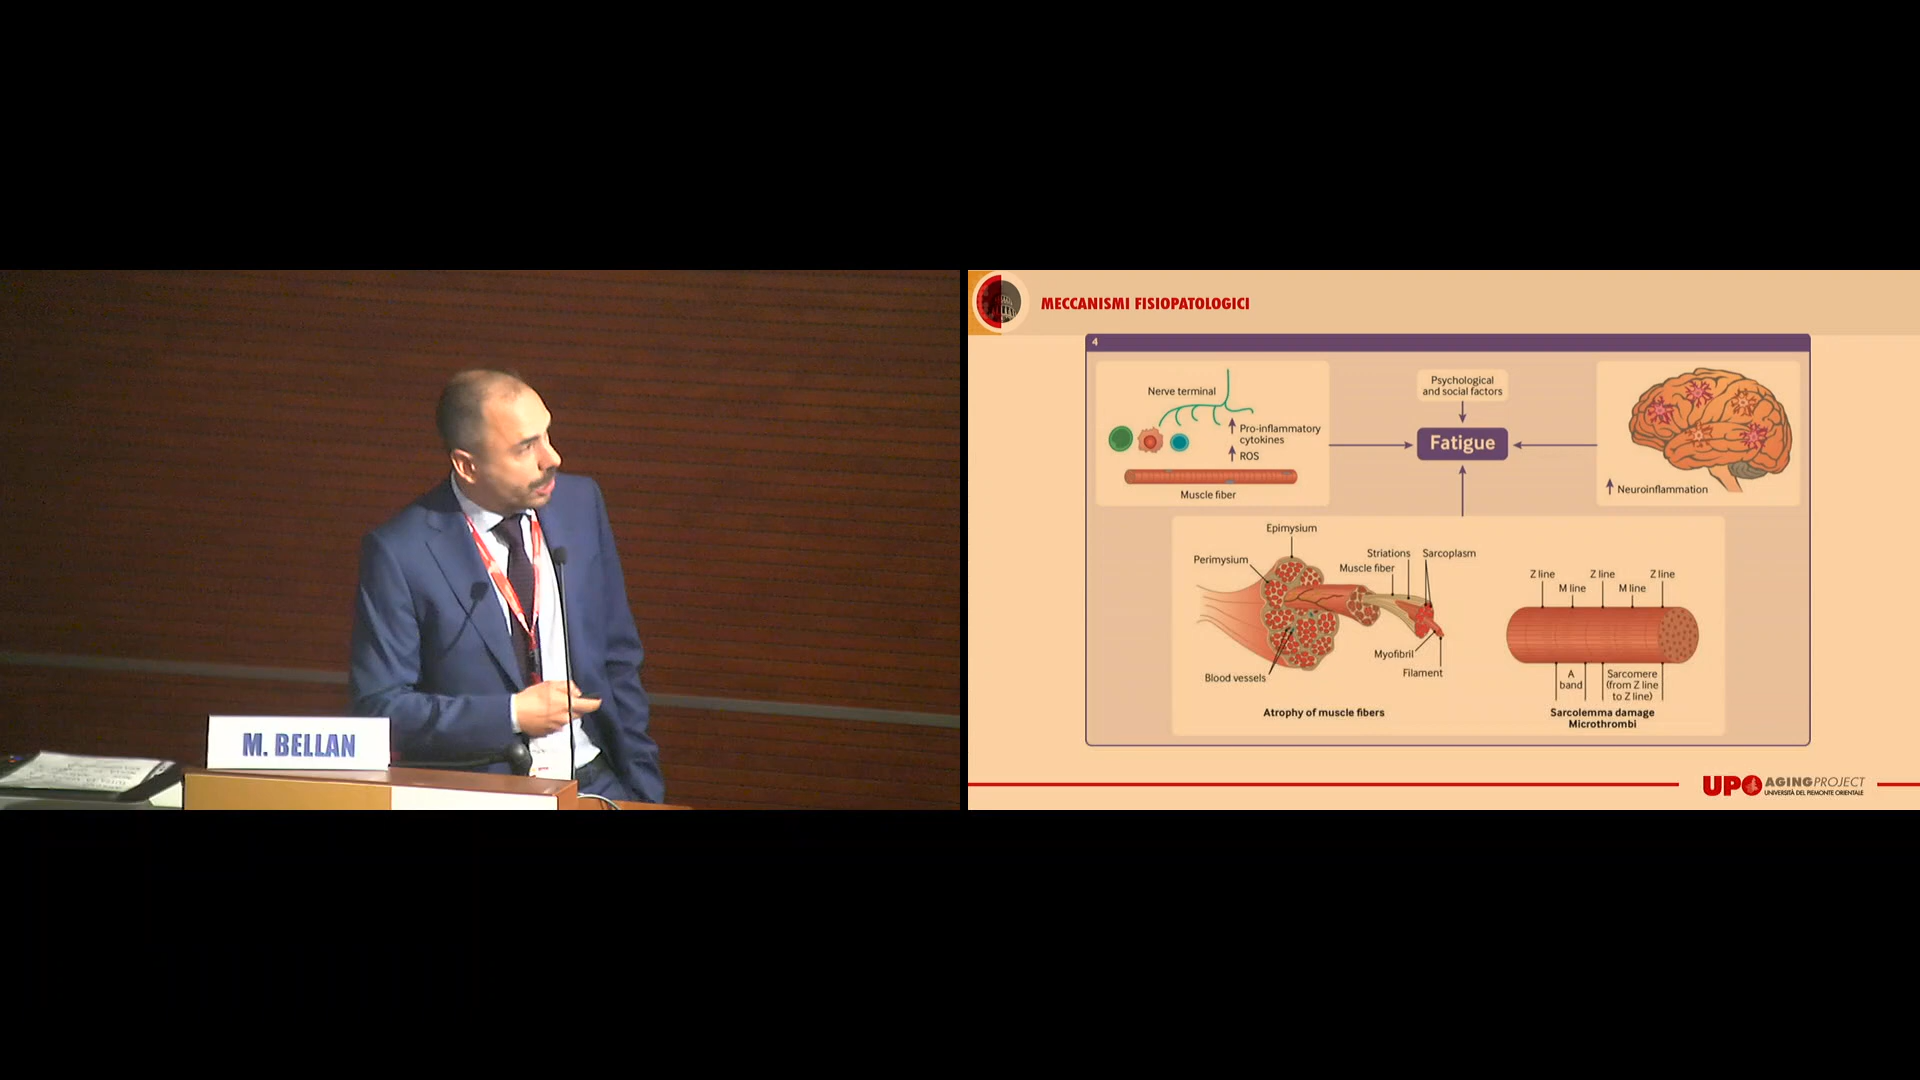 M. BELLAN
MECCANISMI FISIOPATOLOGICI
4
Nerve terminal
Pro-inflammatory
cytokines
ROS
Muscle fiber
Psychological
and social factors
Fatigue
Neuroinflammation
Epimysium
Perimysium
Striations
Sarcoplasm
Muscle fiber
Myofibril
Filament
Blood vessels
Atrophy of muscle fibers
Z line
Z line
Z line
M line
M line
A
band
Sarcomere
(from Z line
to Z line)
Sarcolemma damage
Microthrombi
UPO AGINGPROJECT
UNIVERSITÀ DEL PIEMONTE ORIENTALE